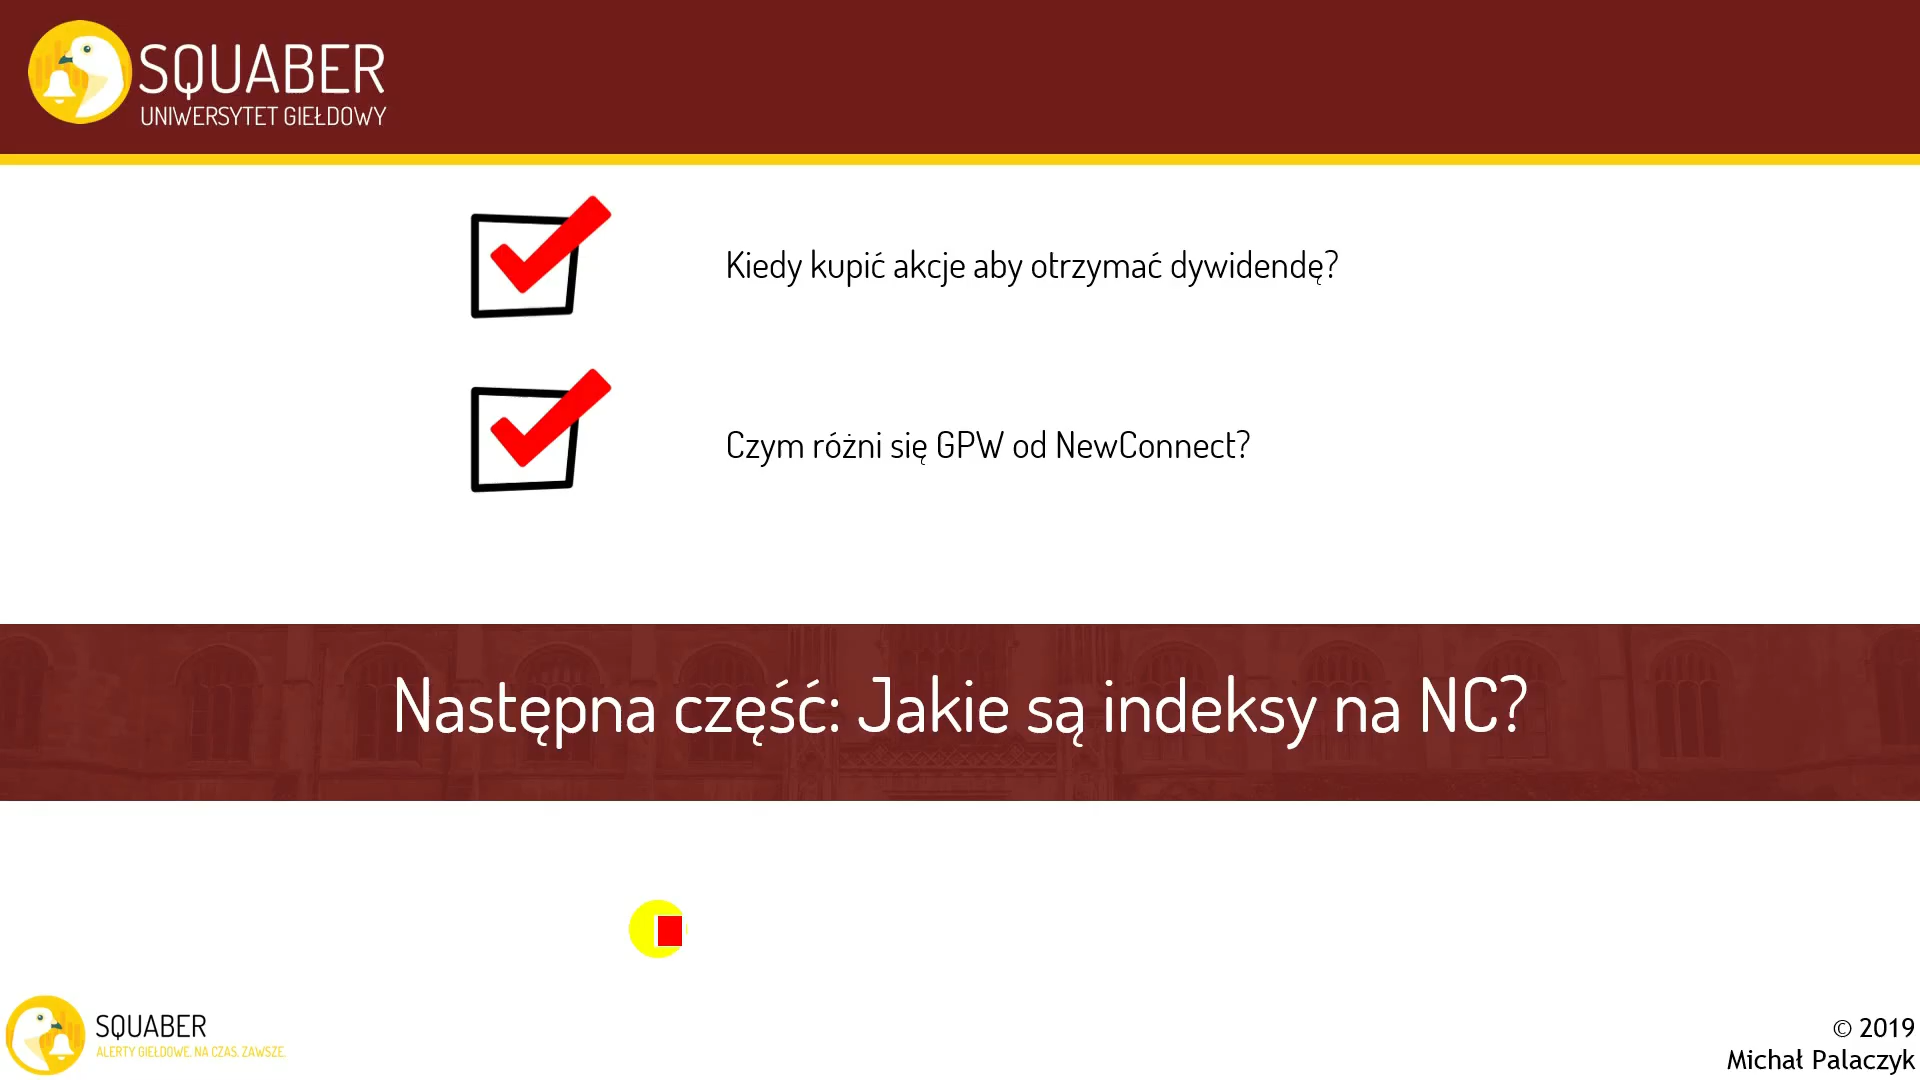 SQUABER
UNIWERSYTET GIEŁDOWY
Kiedy kupić akcje aby otrzymać dywidendę?
Czym różni się GPW od NewConnect?
Następna część: Jakie są indeksy na NC?
SQUABER
ALERTY GIEŁDOWE. NA CZAS. ZAWSZE.
© 2019
Michał Palaczyk